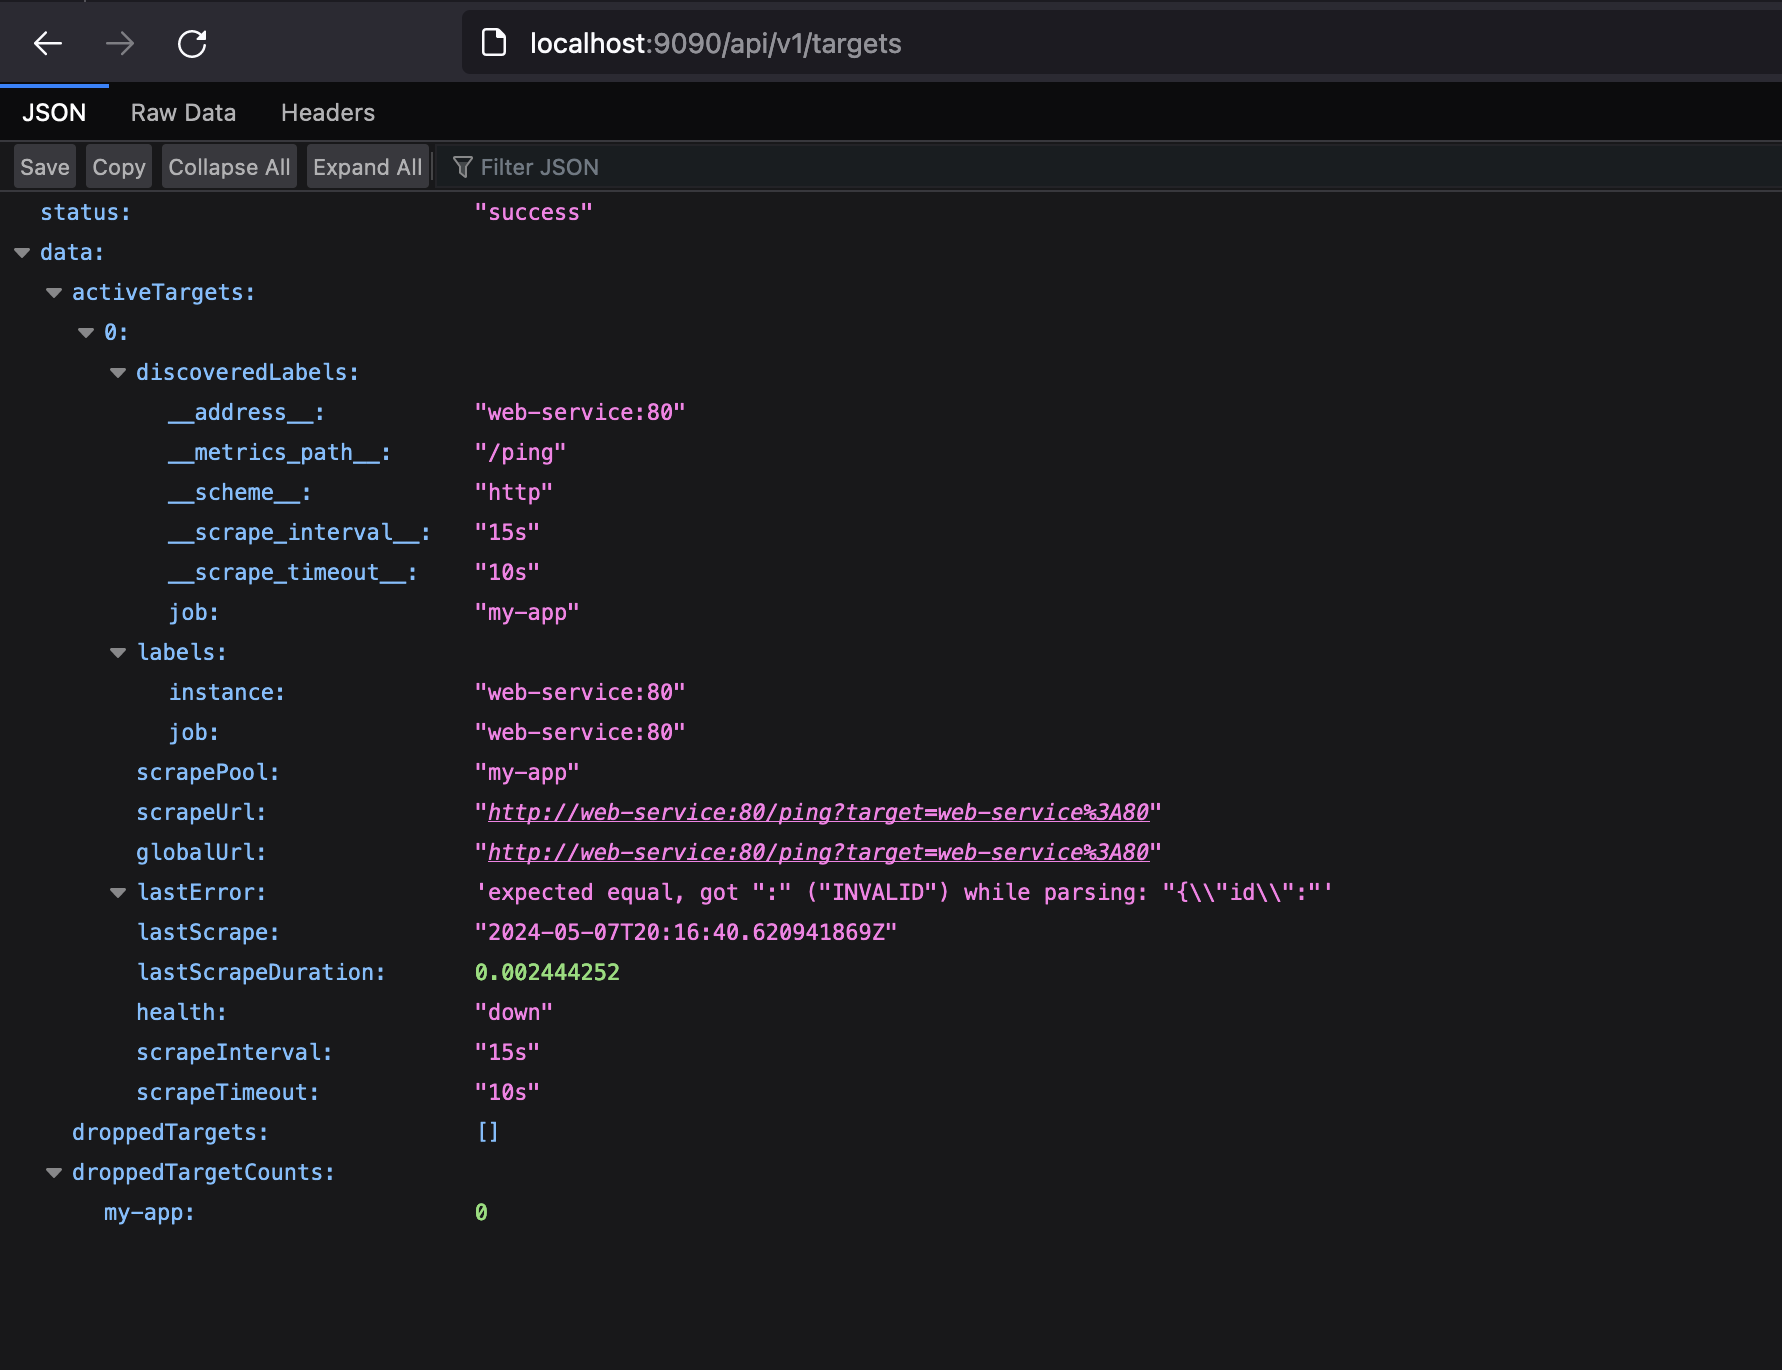 localhost:9090/api/v1/targets
JSON Raw Data Headers
Save Copy Collapse All Expand All Filter JSON
status: "success"
data:
activeTargets:
0:
discoveredLabels:
__address__: "web-service:80"
__metrics_path__: "/ping"
__scheme__: "http"
__scrape_interval__: "15s"
__scrape_timeout__: "10s"
job: "my-app"
labels:
instance: "web-service:80"
job: "web-service:80"
scrapePool: "my-app"
scrapeUrl: "http://web-service:80/ping?target=web-service%3A80"
globalUrl: "http://web-service:80/ping?target=web-service%3A80"
lastError: 'expected equal, got ":" ("INVALID") while parsing: "{\\"id\\":"'
lastScrape: "2024-05-07T20:16:40.620941869Z"
lastScrapeDuration: 0.002444252
health: "down"
scrapeInterval: "15s"
scrapeTimeout: "10s"
droppedTargets: []
droppedTargetCounts:
my-app: 0